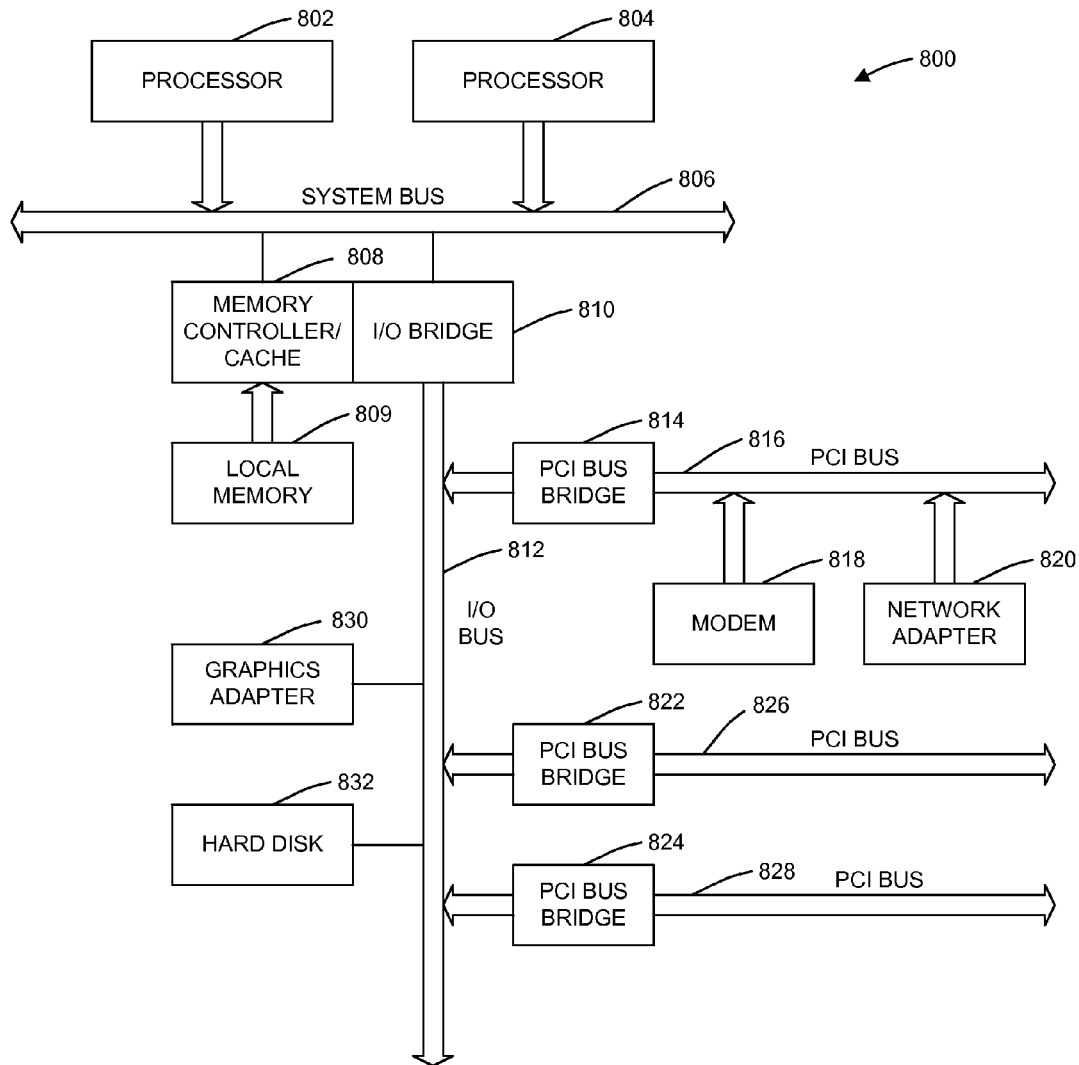 802
804
800
PROCESSOR
PROCESSOR
SYSTEM BUS
806
808
MEMORY
CONTROLLER/
CACHE
I/O BRIDGE
810
809
LOCAL
MEMORY
814
PCI BUS
BRIDGE
816
PCI BUS
812
818
820
I/O
BUS
MODEM
NETWORK
ADAPTER
830
GRAPHICS
ADAPTER
822
PCI BUS
BRIDGE
826
PCI BUS
832
HARD DISK
824
PCI BUS
BRIDGE
828
PCI BUS